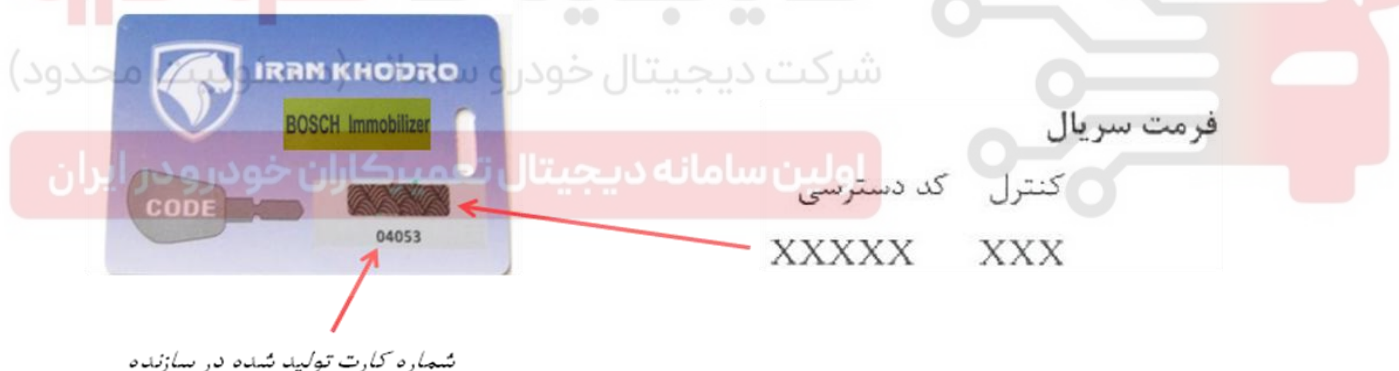 شرکت دیجیتال خودرو سامانه (مسئولیت محدود)
IRAN KHODRO
BOSCH Immobilizer
اولین سامانه دیجیتال تعمیرکاران خودرو در ایران
CODE
04053
فرمت سریال
کنترل کد دسترسی
XXXXX XXX
شماره کارت تولید شده در سازنده